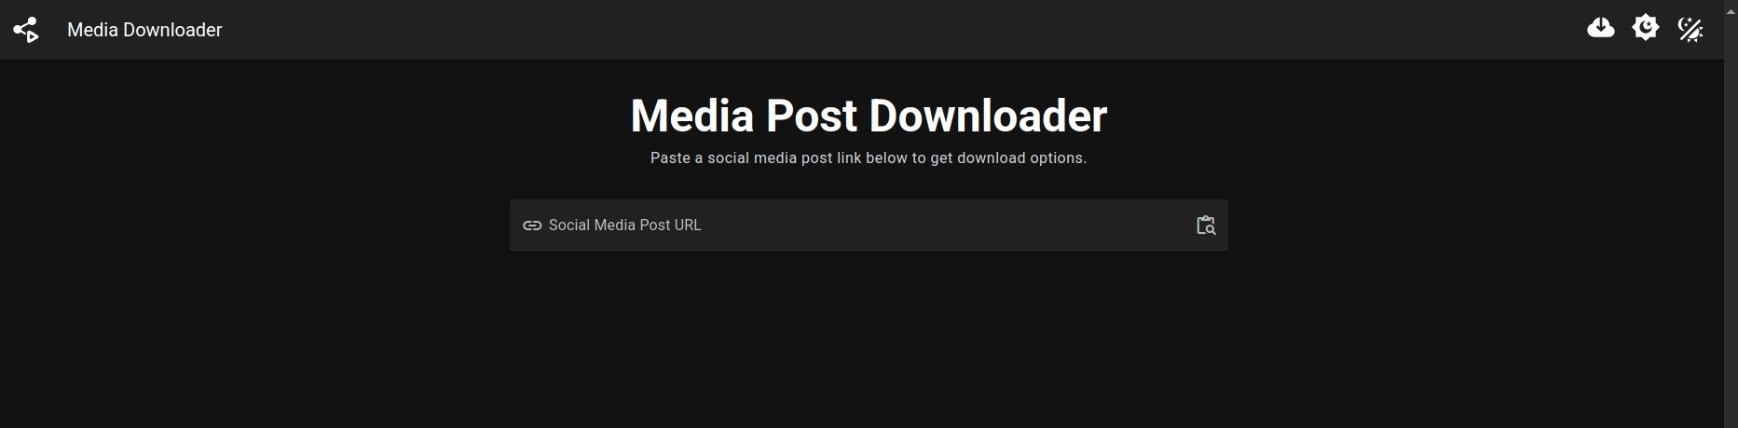 Media Downloader
Media Post Downloader
Paste a social media post link below to get download options.
Social Media Post URL